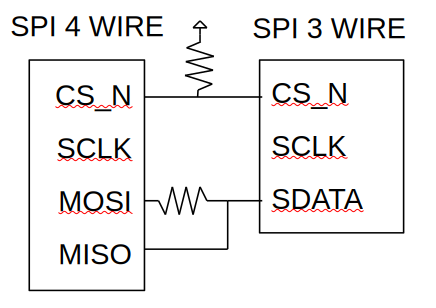 SPI 4 WIRE
SPI 3 WIRE
CS_N
SCLK
MOSI
MISO
CS_N
SCLK
SDATA